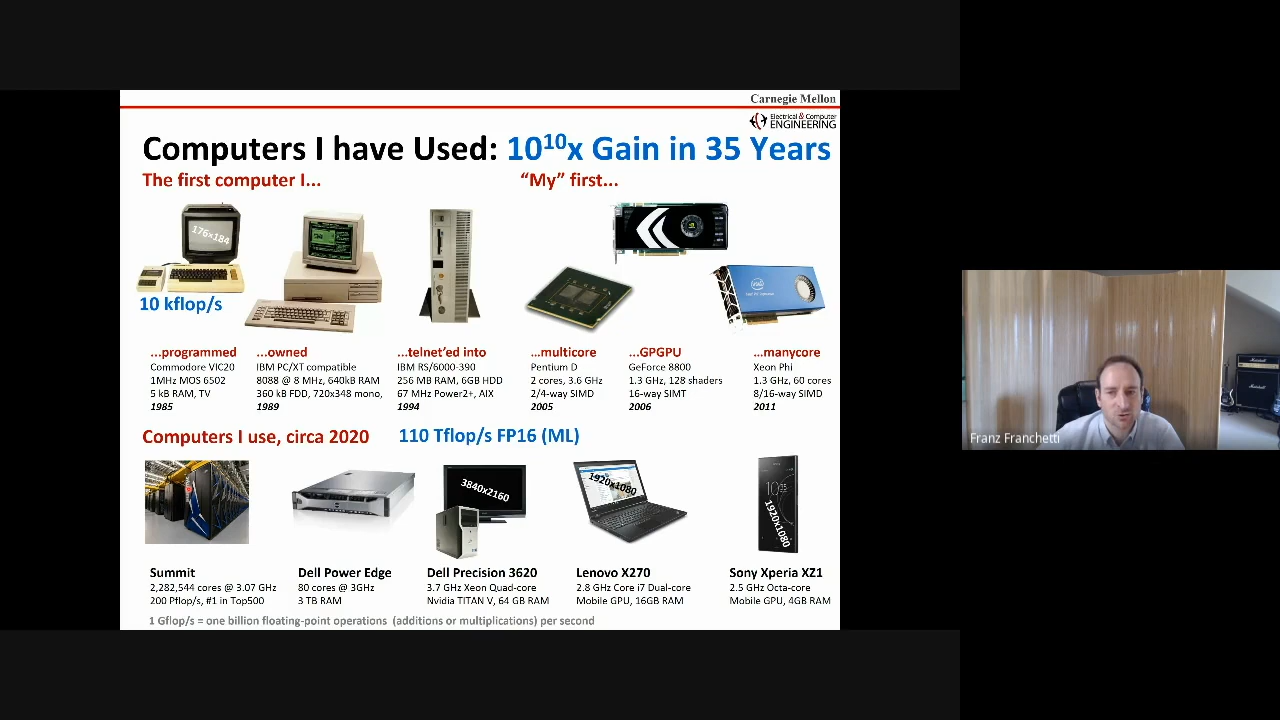 Carnegie Mellon
Electrical & Computer
ENGINEERING
Computers I have Used: 10¹⁰x Gain in 35 Years
The first computer I...
"My" first...
176x184
10 kflop/s
...programmed
Commodore VIC20
1MHz MOS 6502
5 kB RAM, TV
1985
...owned
IBM PC/XT compatible
8088 @ 8 MHz, 640kB RAM
360 kB FDD, 720x348 mono,
1989
...telnet'ed into
IBM RS/6000-390
256 MB RAM, 6GB HDD
67 MHz Power2+, AIX
1994
...multicore
Pentium D
2 cores, 3.6 GHz
2/4-way SIMD
2005
...GPGPU
GeForce 8800
1.3 GHz, 128 shaders
16-way SIMT
2006
...manycore
Xeon Phi
1.3 GHz, 60 cores
8/16-way SIMD
2011
Computers I use, circa 2020
110 Tflop/s FP16 (ML)
3840x2160
1920x1080
1920x1080
Summit
2,282,544 cores @ 3.07 GHz
200 Pflop/s, #1 in Top500
Dell Power Edge
80 cores @ 3GHz
3 TB RAM
Dell Precision 3620
3.7 GHz Xeon Quad-core
Nvidia TITAN V, 64 GB RAM
Lenovo X270
2.8 GHz Core i7 Dual-core
Mobile GPU, 16GB RAM
Sony Xperia XZ1
2.5 GHz Octa-core
Mobile GPU, 4GB RAM
1 Gflop/s = one billion floating-point operations (additions or multiplications) per second
Franz Franchetti